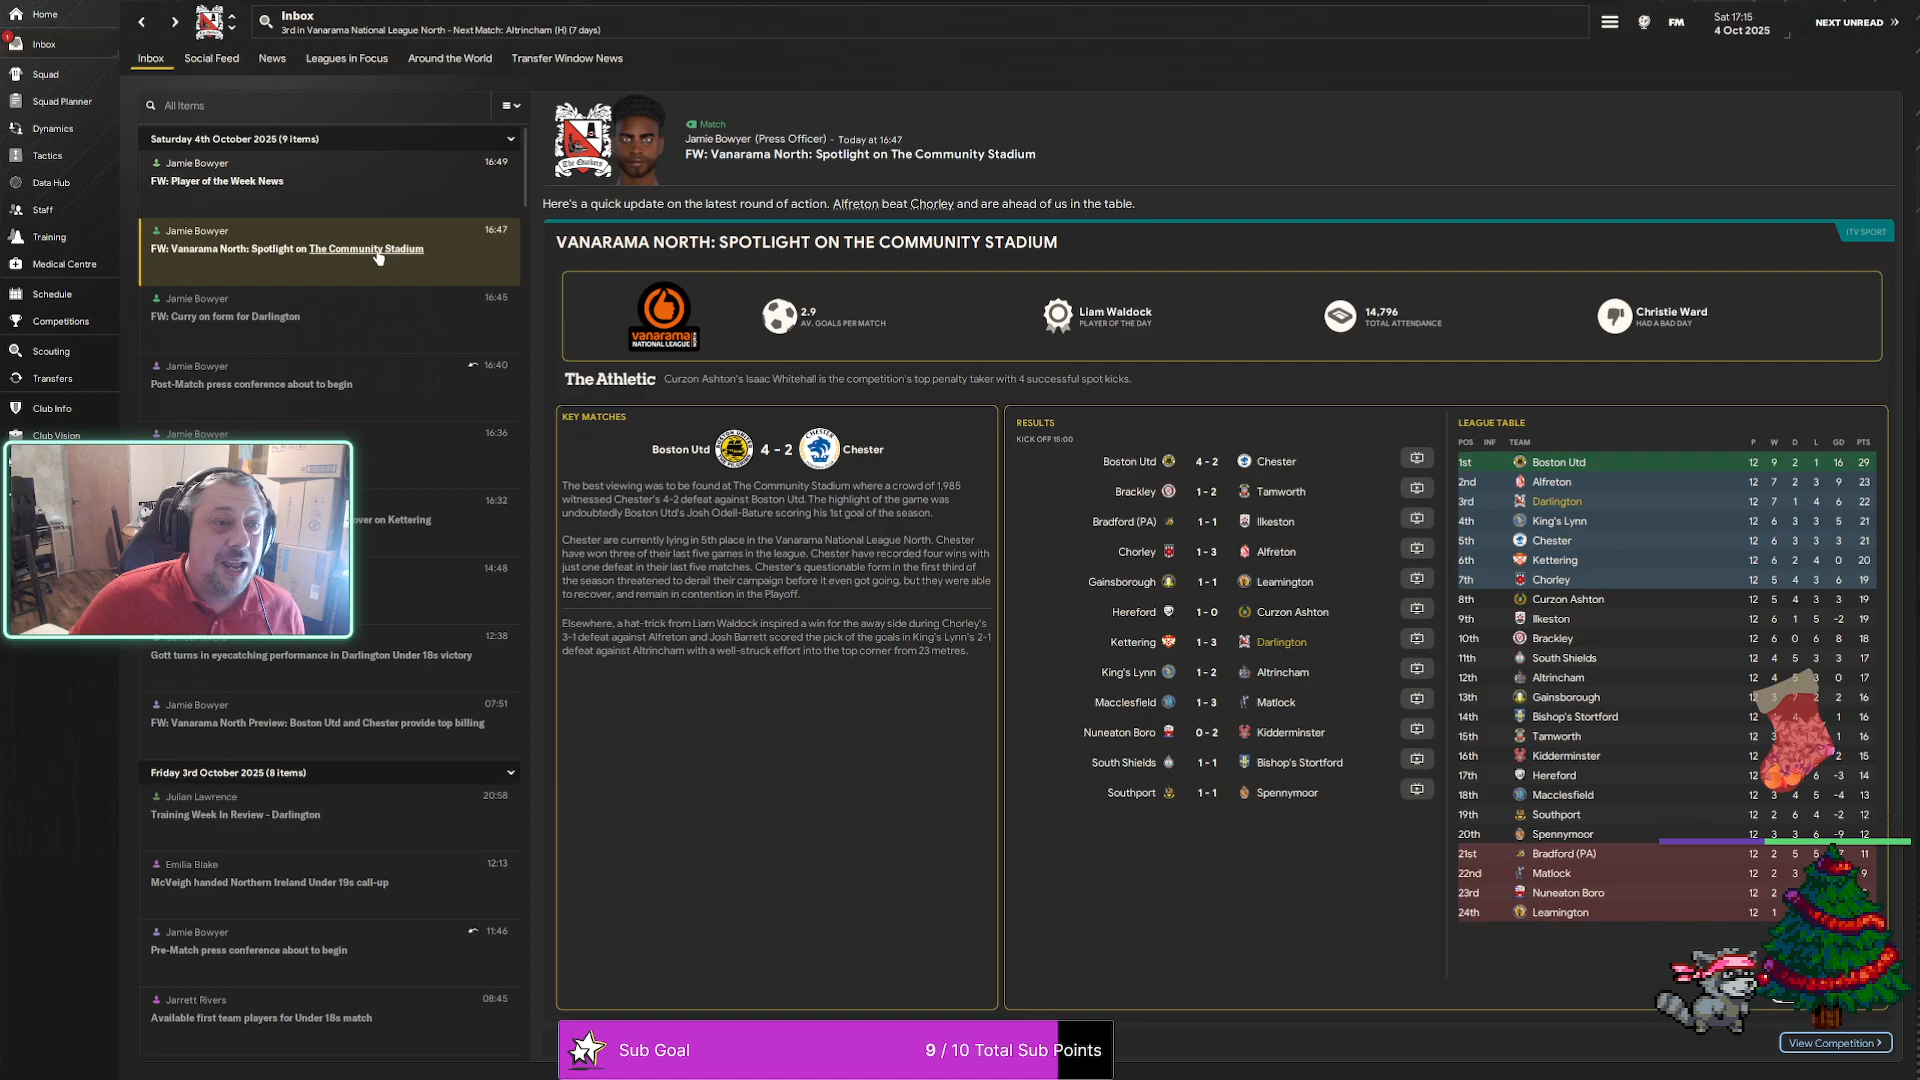 Home
Inbox
Squad
Squad Planner
Dynamics
Tactics
Data Hub
Staff
Training
Medical Centre
Schedule
Competitions
Scouting
Transfers
Club Info
Club Vision
1
Inbox
3rd in Vanarama National League North - Next Match: Altrincham (H) (7 days)
FM
Sat 17:15
4 Oct 2025
NEXT UNREAD
Inbox
Social Feed
News
Leagues in Focus
Around the World
Transfer Window News
All Items
Saturday 4th October 2025 (9 items)
Jamie Bowyer 16:49
FW: Player of the Week News
Jamie Bowyer 16:47
FW: Vanarama North: Spotlight on The Community Stadium
Jamie Bowyer 16:45
FW: Curry on form for Darlington
Jamie Bowyer 16:40
Post-Match press conference about to begin
Jamie Bowyer 16:36
16:32
over on Kettering
14:48
12:38
Gott turns in eyecatching performance in Darlington Under 18s victory
Jamie Bowyer 07:51
FW: Vanarama North Preview: Boston Utd and Chester provide top billing
Friday 3rd October 2025 (8 items)
Julian Lawrence 20:58
Training Week In Review - Darlington
Emilia Blake 12:13
McVeigh handed Northern Ireland Under 19s call-up
Jamie Bowyer 11:46
Pre-Match press conference about to begin
Jarrett Rivers 08:45
Available first team players for Under 18s match
The Quakers
Match
Jamie Bowyer (Press Officer) - Today at 16:47
FW: Vanarama North: Spotlight on The Community Stadium
Here's a quick update on the latest round of action. Alfreton beat Chorley and are ahead of us in the table.
ITV SPORT
VANARAMA NORTH: SPOTLIGHT ON THE COMMUNITY STADIUM
vanarama
NATIONAL LEAGUE
2.9
AV. GOALS PER MATCH
Liam Waldock
PLAYER OF THE DAY
14,796
TOTAL ATTENDANCE
Christie Ward
HAD A BAD DAY
The Athletic Curzon Ashton's Isaac Whitehall is the competition's top penalty taker with 4 successful spot kicks.
KEY MATCHES
Boston Utd 4 - 2 Chester
The best viewing was to be found at The Community Stadium where a crowd of 1,985
witnessed Chester's 4-2 defeat against Boston Utd. The highlight of the game was
undoubtedly Boston Utd's Josh Odell-Bature scoring his 1st goal of the season.
Chester are currently lying in 5th place in the Vanarama National League North. Chester
have won three of their last five games in the league. Chester have recorded four wins with
just one defeat in their last five matches. Chester's questionable form in the first third of
the season threatened to derail their campaign before it even got going, but they were able
to recover, and remain in contention in the Playoff.
Elsewhere, a hat-trick from Liam Waldock inspired a win for the away side during Chorley's
3-1 defeat against Alfreton and Josh Barrett scored the pick of the goals in King's Lynn's 2-1
defeat against Altrincham with a well-struck effort into the top corner from 23 metres.
RESULTS
KICK OFF 15:00
Boston Utd 4 - 2 Chester
Brackley 1 - 2 Tamworth
Bradford (PA) 1 - 1 Ilkeston
Chorley 1 - 3 Alfreton
Gainsborough 1 - 1 Leamington
Hereford 1 - 0 Curzon Ashton
Kettering 1 - 3 Darlington
King's Lynn 1 - 2 Altrincham
Macclesfield 1 - 3 Matlock
Nuneaton Boro 0 - 2 Kidderminster
South Shields 1 - 1 Bishop's Stortford
Southport 1 - 1 Spennymoor
LEAGUE TABLE
POS INF TEAM P W D L GD PTS
1st Boston Utd 12 9 2 1 16 29
2nd Alfreton 12 7 2 3 9 23
3rd Darlington 12 7 1 4 6 22
4th King's Lynn 12 6 3 3 5 21
5th Chester 12 6 3 3 3 21
6th Kettering 12 6 2 4 0 20
7th Chorley 12 5 4 3 6 19
8th Curzon Ashton 12 5 4 3 3 19
9th Ilkeston 12 6 1 5 -2 19
10th Brackley 12 6 0 6 8 18
11th South Shields 12 4 5 3 3 17
12th Altrincham 12 4 5 3 0 17
13th Gainsborough 12 3 7 2 2 16
14th Bishop's Stortford 12 4 1 16
15th Tamworth 12 3 1 16
16th Kidderminster 12 2 15
17th Hereford 12 6 -3 14
18th Macclesfield 12 3 4 5 -4 13
19th Southport 12 2 6 4 -2 12
20th Spennymoor 12 3 3 6 -9 12
21st Bradford (PA) 12 2 5 5 11
22nd Matlock 12 2 3 9
23rd Nuneaton Boro 12 2
24th Leamington 12 1
View Competition
Sub Goal 9 / 10 Total Sub Points